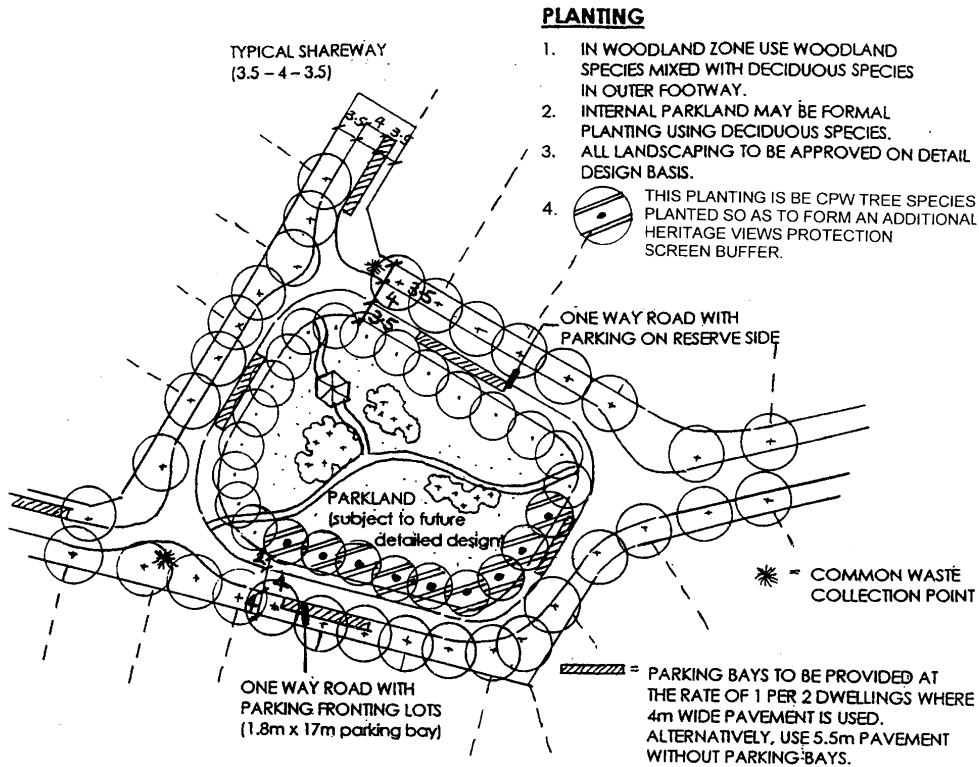 PLANTING
1. IN WOODLAND ZONE USE WOODLAND
SPECIES MIXED WITH DECIDUOUS SPECIES
IN OUTER FOOTWAY.
2. INTERNAL PARKLAND MAY BE FORMAL
PLANTING USING DECIDUOUS SPECIES.
3. ALL LANDSCAPING TO BE APPROVED ON DETAIL
DESIGN BASIS.
4. THIS PLANTING IS BE CPW TREE SPECIES
PLANTED SO AS TO FORM AN ADDITIONAL
HERITAGE VIEWS PROTECTION
SCREEN BUFFER.
TYPICAL SHAREWAY
(3.5 – 4 – 3.5)
3.5 4 3.5
3.5
4
3.5
ONE WAY ROAD WITH
PARKING ON RESERVE SIDE
PARKLAND
(subject to future
detailed design)
= COMMON WASTE
COLLECTION POINT
ONE WAY ROAD WITH
PARKING FRONTING LOTS
(1.8m x 17m parking bay)
= PARKING BAYS TO BE PROVIDED AT
THE RATE OF 1 PER 2 DWELLINGS WHERE
4m WIDE PAVEMENT IS USED.
ALTERNATIVELY, USE 5.5m PAVEMENT
WITHOUT PARKING BAYS.